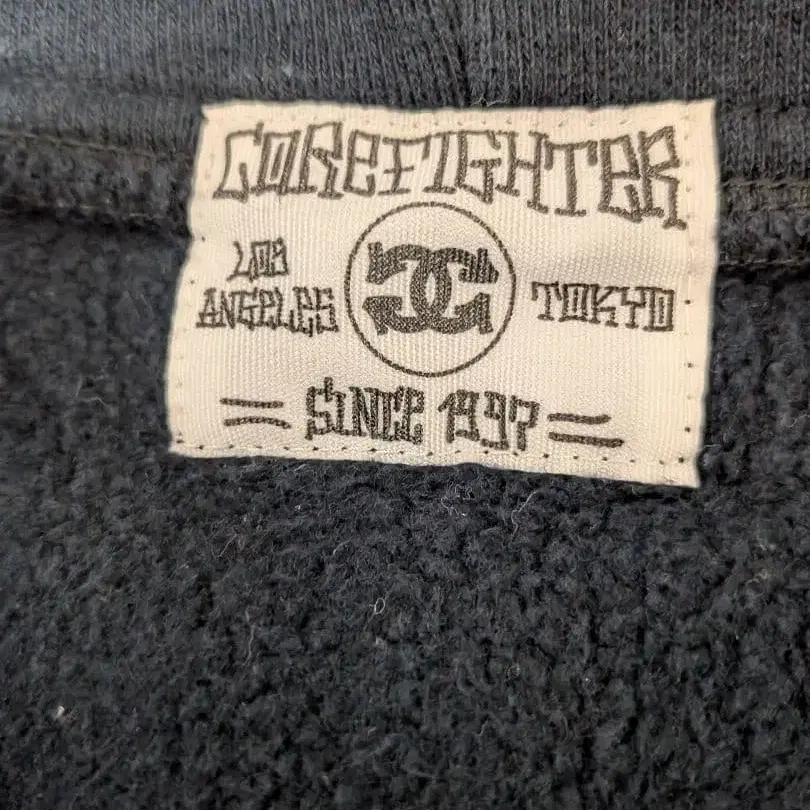 COREFIGHTER
LOS
ANGELES
TOKYO
SINCE 1997